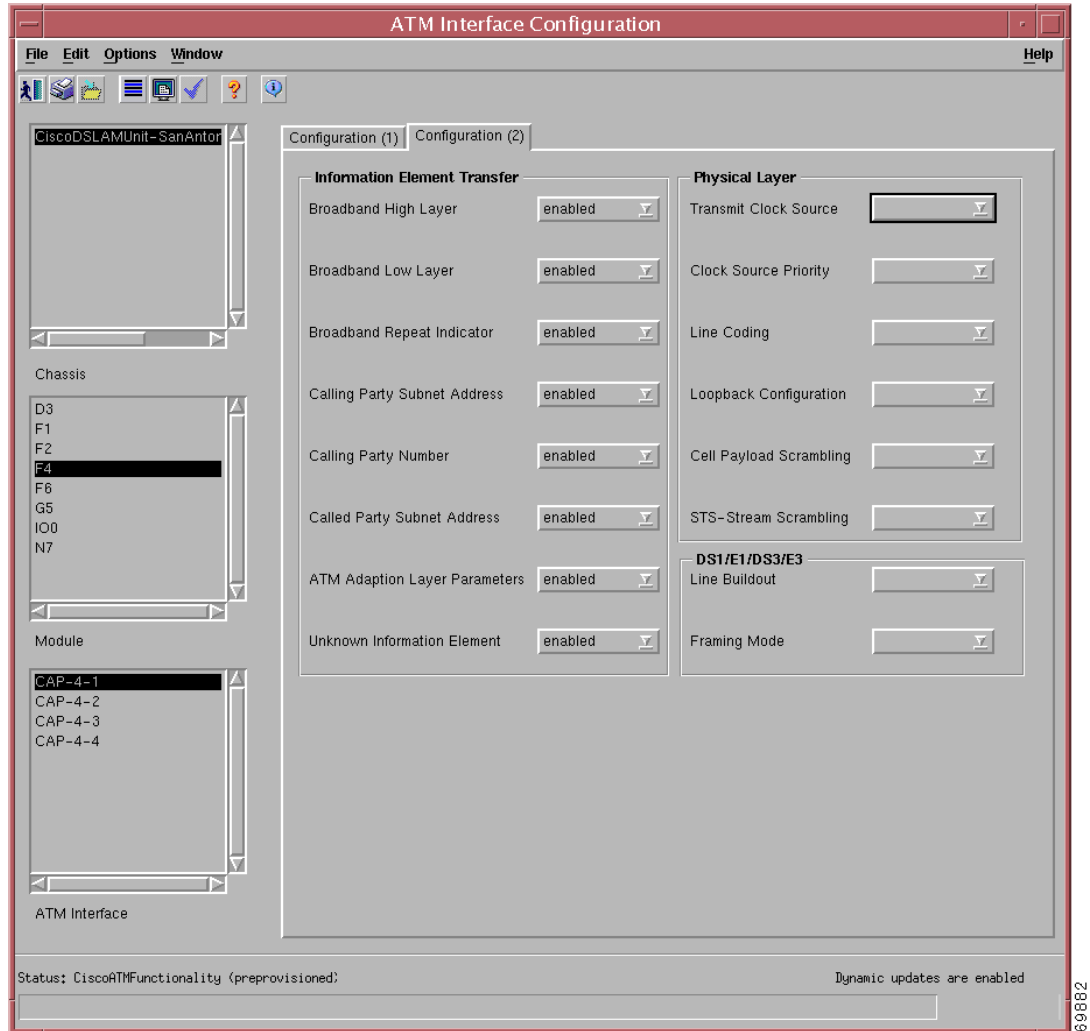 ATM Interface Configuration
File Edit Options Window Help
CiscoDSLAMUnit-SanAnton
Chassis
D3
F1
F2
F4
F6
G5
IO0
N7
Module
CAP-4-1
CAP-4-2
CAP-4-3
CAP-4-4
ATM Interface
Configuration (1) Configuration (2)
Information Element Transfer
Broadband High Layer enabled
Broadband Low Layer enabled
Broadband Repeat Indicator enabled
Calling Party Subnet Address enabled
Calling Party Number enabled
Called Party Subnet Address enabled
ATM Adaption Layer Parameters enabled
Unknown Information Element enabled
Physical Layer
Transmit Clock Source
Clock Source Priority
Line Coding
Loopback Configuration
Cell Payload Scrambling
STS-Stream Scrambling
DS1/E1/DS3/E3
Line Buildout
Framing Mode
Status: CiscoATMFunctionality (preprovisioned)
Dynamic updates are enabled
69882